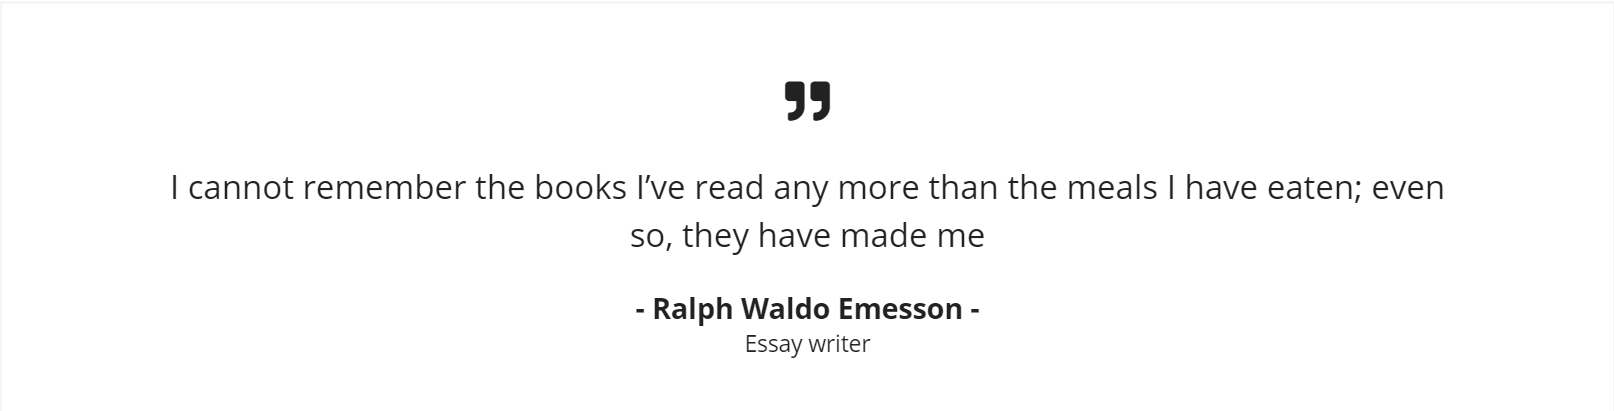 ”
I cannot remember the books I’ve read any more than the meals I have eaten; even
so, they have made me
- Ralph Waldo Emesson -
Essay writer